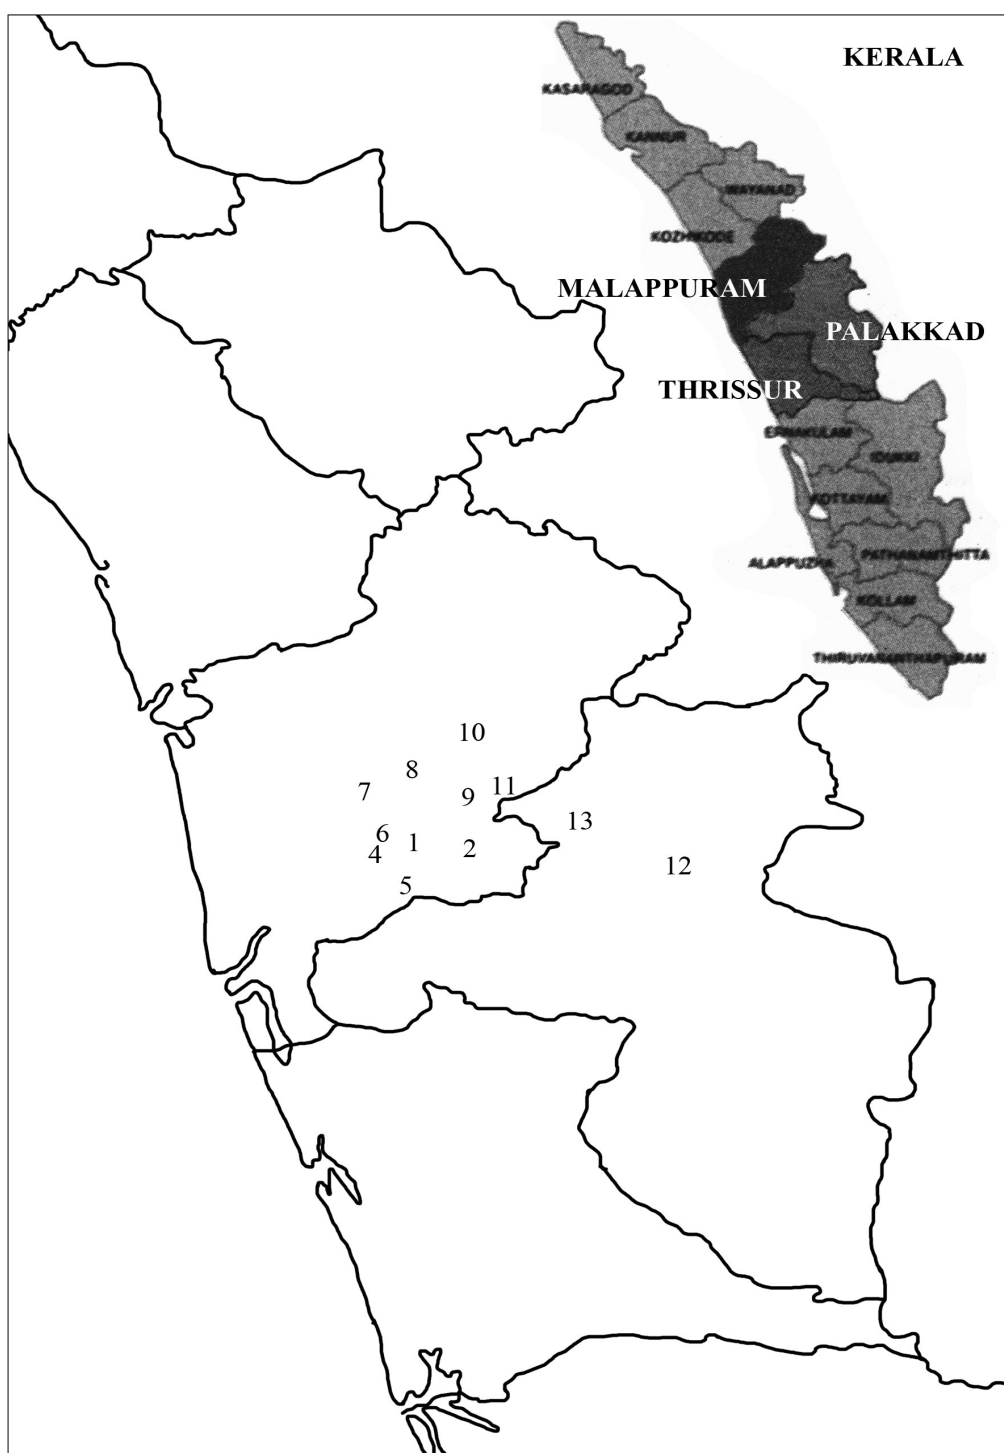 KERALA
KASARAGOD
KANNUR
WAYANAD
KOZHIKODE
MALAPPURAM
PALAKKAD
THRISSUR
ERNAKULAM
IDUKKI
KOTTAYAM
PATHANAMTHITTA
ALAPPUZHA
KOLLAM
THIRUVANANTHAPURAM
10
8
11
7
9
13
6
1
2
4
12
5